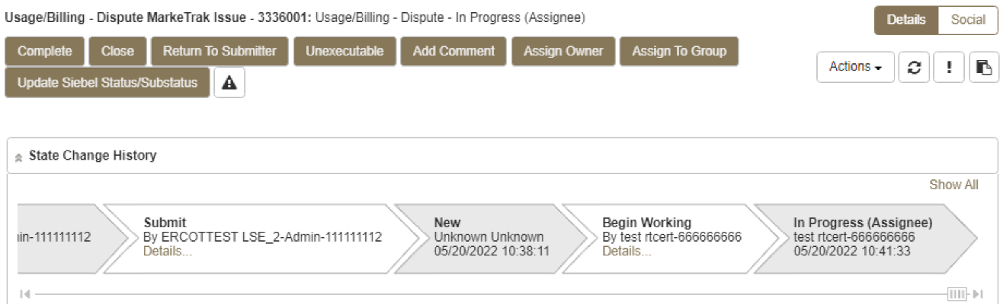 Usage/Billing - Dispute MarkeTrak Issue - 3336001: Usage/Billing - Dispute - In Progress (Assignee)
Details Social
Complete Close Return To Submitter Unexecutable Add Comment Assign Owner Assign To Group
Actions
Update Siebel Status/Substatus
State Change History
Show All
Submit New Begin Working In Progress (Assignee)
-111111112 By ERCOTTEST LSE_2-Admin-111111112 Unknown Unknown By test rtcert-666666666 test rtcert-666666666
Details... 05/20/2022 10:38:11 Details... 05/20/2022 10:41:33